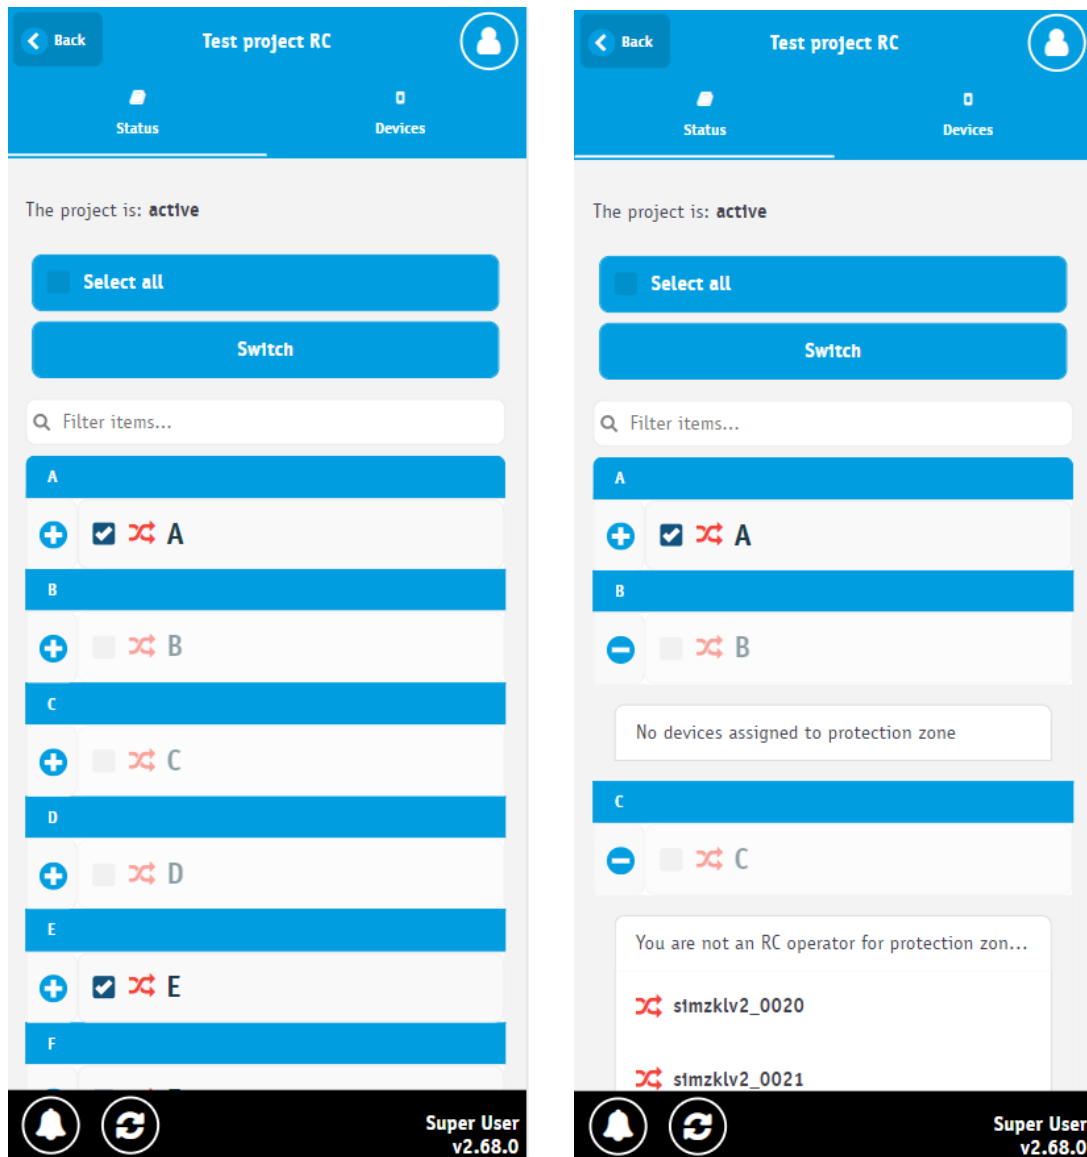 Back
Test project RC
Status
Devices
The project is: active
Select all
Switch
Filter items...
A
A
B
B
C
C
D
D
E
E
F
Super User
v2.68.0
Back
Test project RC
Status
Devices
The project is: active
Select all
Switch
Filter items...
A
A
B
B
No devices assigned to protection zone
C
C
You are not an RC operator for protection zon...
simzklv2_0020
simzklv2_0021
Super User
v2.68.0